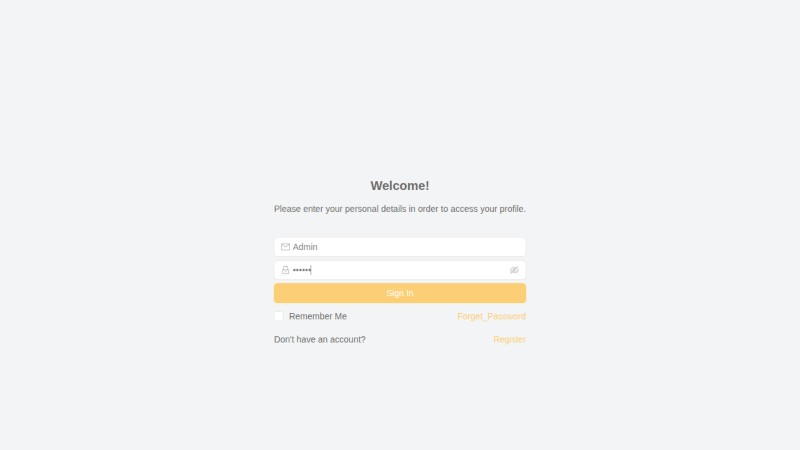 Welcome!
Please enter your personal details in order to access your profile.
Admin
••••••
Sign In
Remember Me Forget_Password
Don't have an account? Register